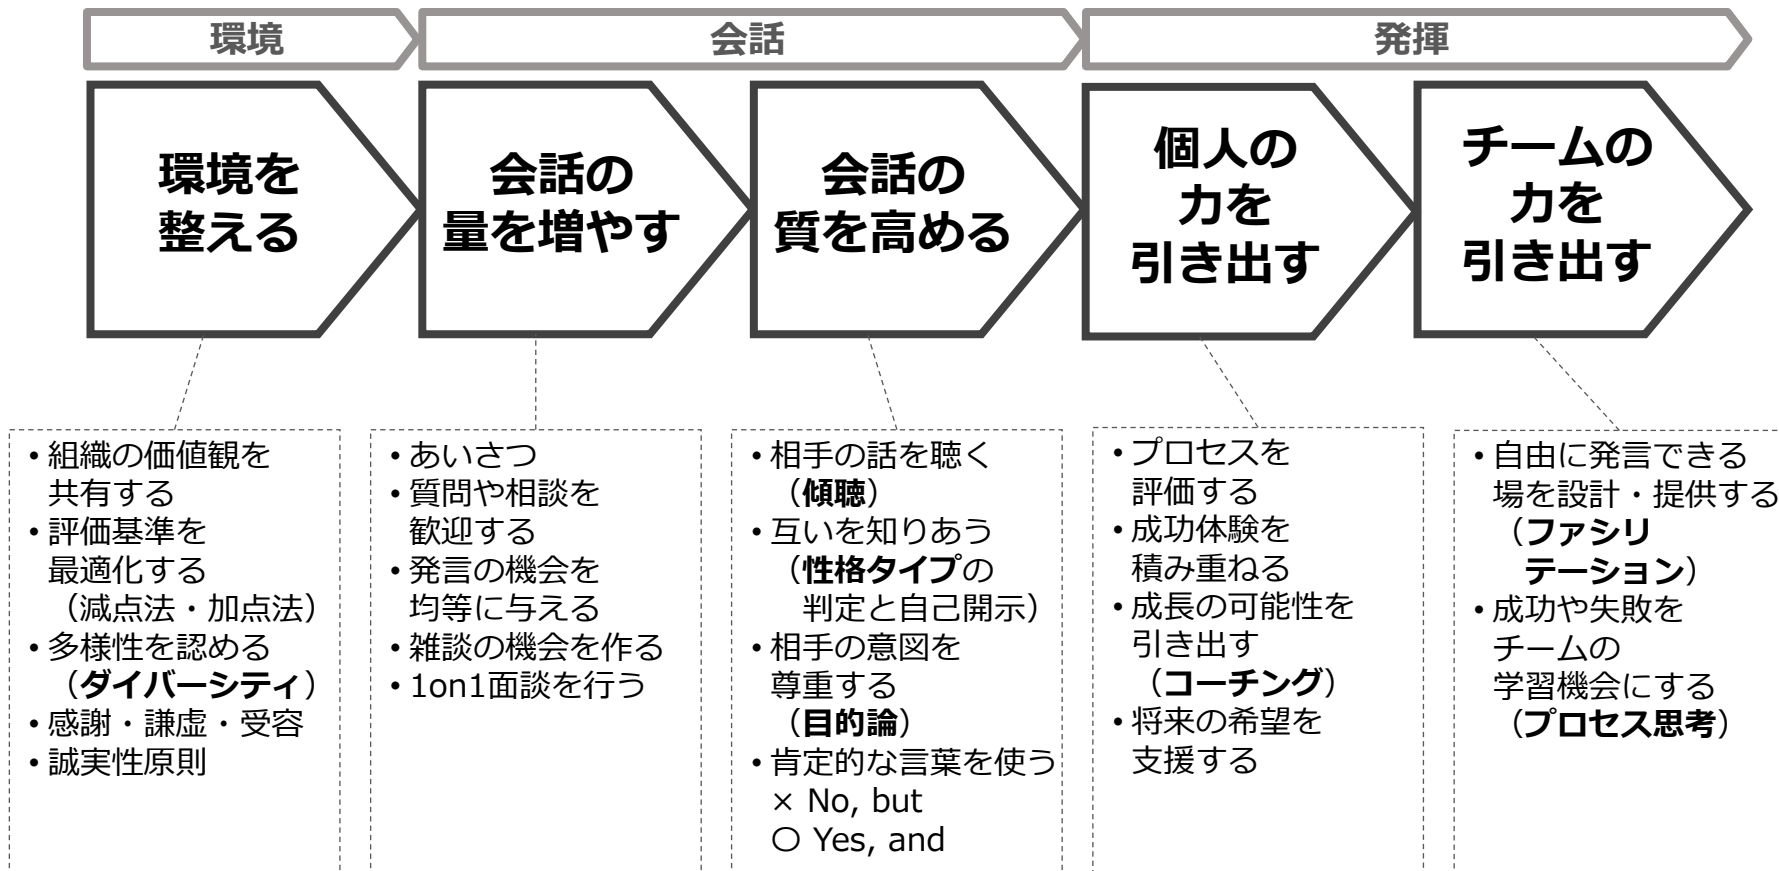 環境
会話
発揮
環境を
整える
会話の
量を増やす
会話の
質を高める
個人の
力を
引き出す
チームの
力を
引き出す
• 組織の価値観を
共有する
• 評価基準を
最適化する
（減点法・加点法）
• 多様性を認める
（ダイバーシティ）
• 感謝・謙虚・受容
• 誠実性原則
• あいさつ
• 質問や相談を
歓迎する
• 発言の機会を
均等に与える
• 雑談の機会を作る
• 1on1面談を行う
• 相手の話を聴く
（傾聴）
• 互いを知りあう
（性格タイプの
判定と自己開示）
• 相手の意図を
尊重する
（目的論）
• 肯定的な言葉を使う
× No, but
〇 Yes, and
• プロセスを
評価する
• 成功体験を
積み重ねる
• 成長の可能性を
引き出す
（コーチング）
• 将来の希望を
支援する
• 自由に発言できる
場を設計・提供する
（ファシリ
テーション）
• 成功や失敗を
チームの
学習機会にする
（プロセス思考）